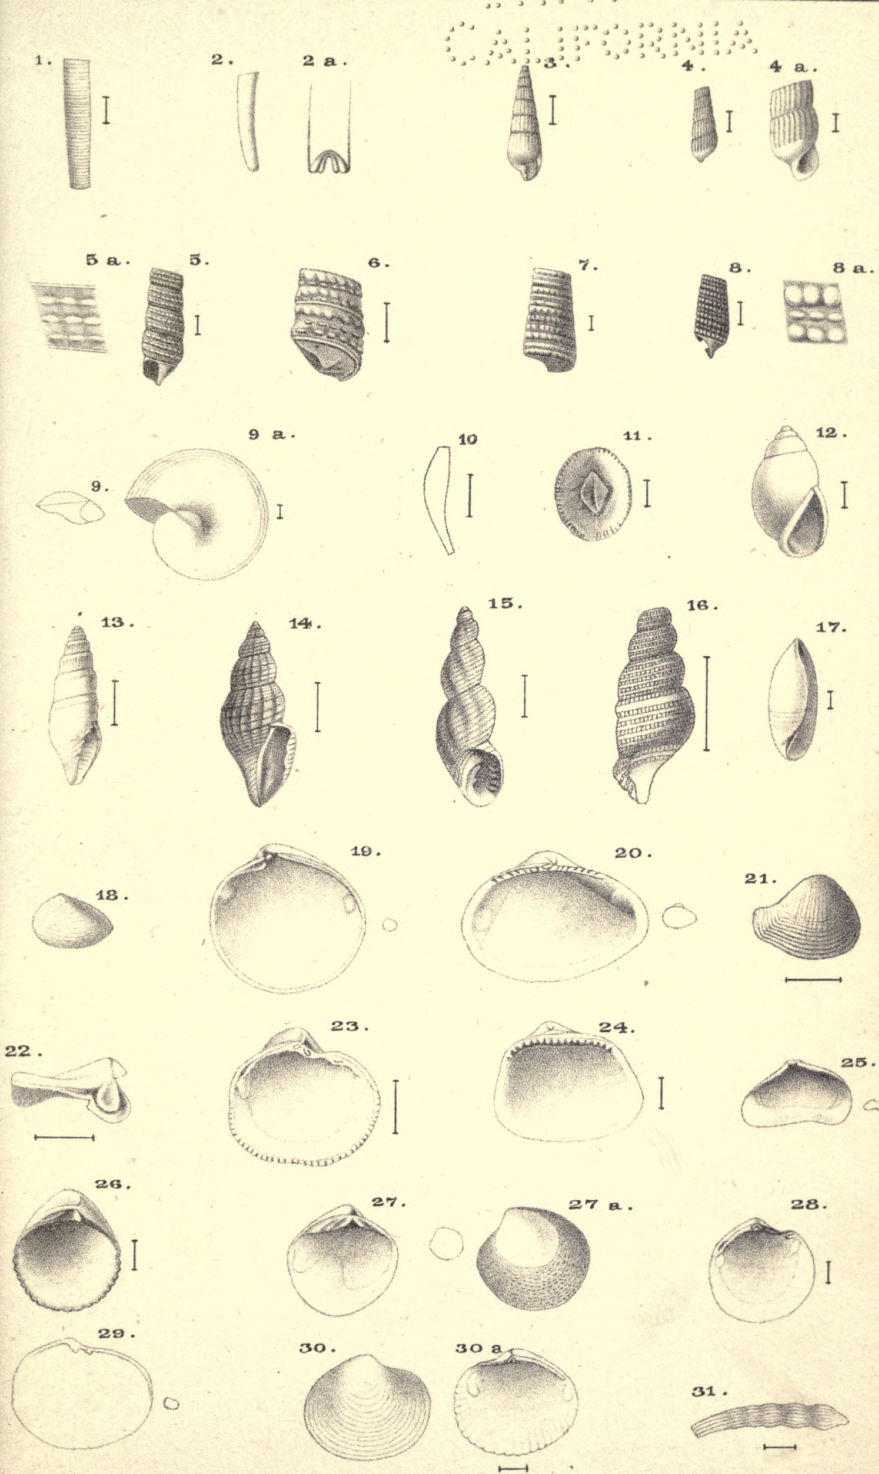 CALIFORNIA
1. 2. 2 a. 3. 4. 4 a.
5 a. 5. 6. 7. 8. 8 a.
9. 9 a. 10 11. 12.
13. 14. 15. 16. 17.
18. 19. 20. 21.
22. 23. 24. 25.
26. 27. 27 a. 28.
29. 30. 30 a 31.